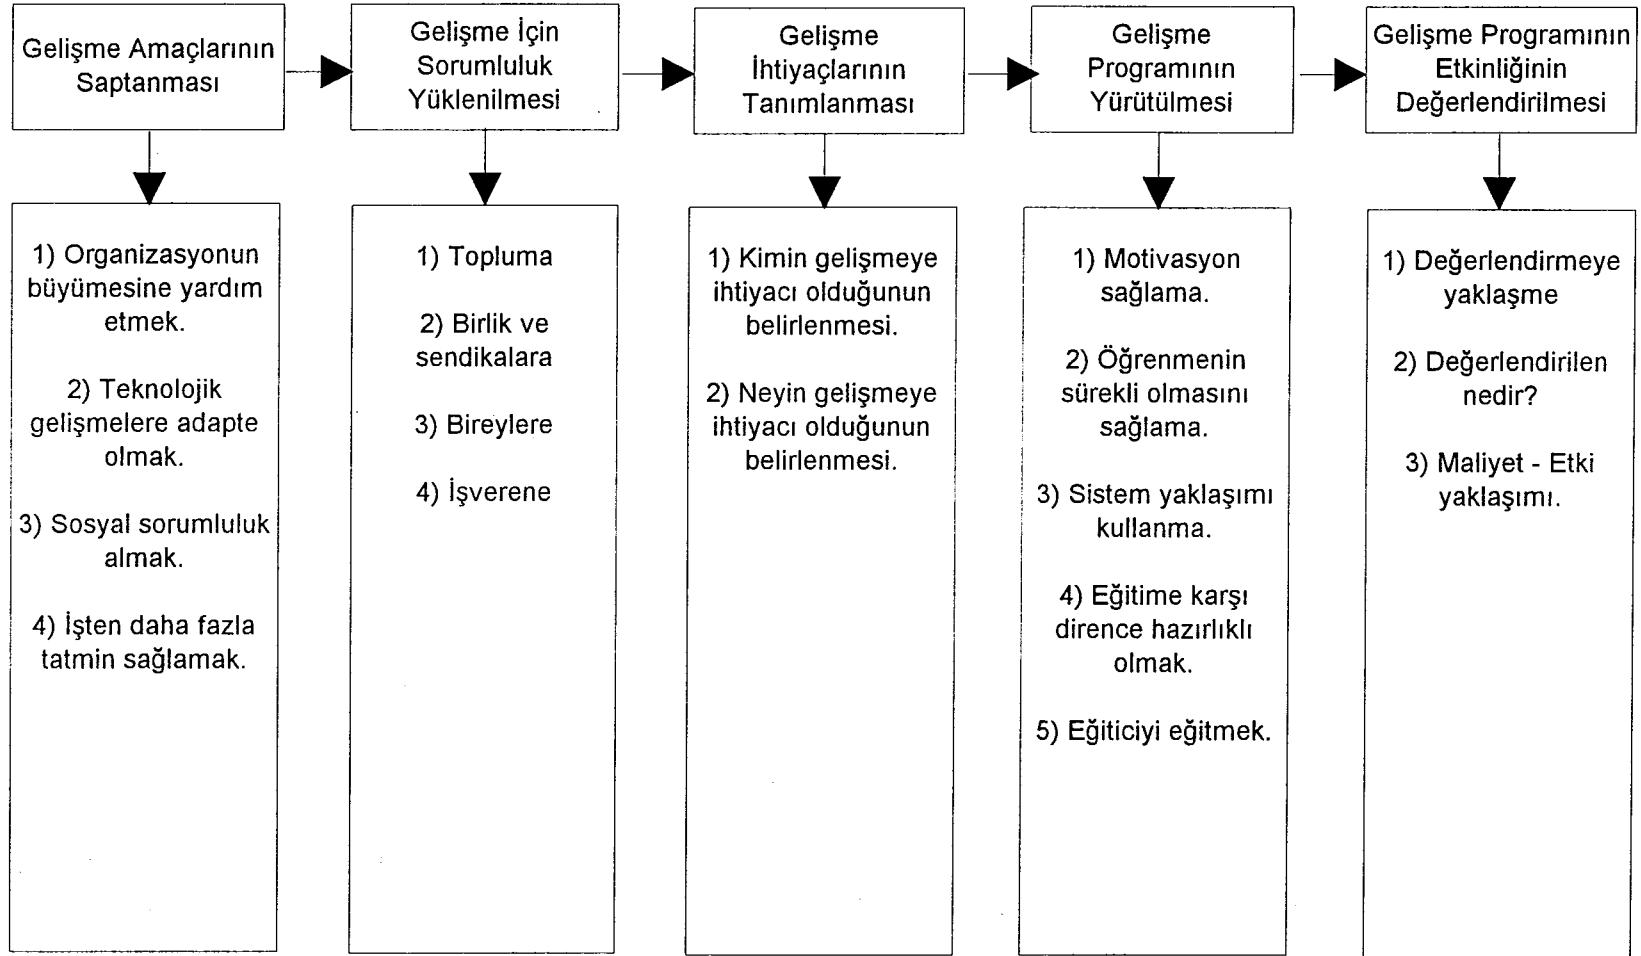 Gelişme Amaçlarının
Saptanması
Gelişme İçin
Sorumluluk
Yüklenilmesi
Gelişme
İhtiyaçlarının
Tanımlanması
Gelişme
Programının
Yürütülmesi
Gelişme Programının
Etkinliğinin
Değerlendirilmesi
1) Organizasyonun
büyümesine yardım
etmek.
2) Teknolojik
gelişmelere adapte
olmak.
3) Sosyal sorumluluk
almak.
4) İşten daha fazla
tatmin sağlamak.
1) Topluma
2) Birlik ve
sendikalara
3) Bireylere
4) İşverene
1) Kimin gelişmeye
ihtiyacı olduğunun
belirlenmesi.
2) Neyin gelişmeye
ihtiyacı olduğunun
belirlenmesi.
1) Motivasyon
sağlama.
2) Öğrenmenin
sürekli olmasını
sağlama.
3) Sistem yaklaşımı
kullanma.
4) Eğitime karşı
dirence hazırlıklı
olmak.
5) Eğiticiyi eğitmek.
1) Değerlendirmeye
yaklaşme
2) Değerlendirilen
nedir?
3) Maliyet - Etki
yaklaşımı.